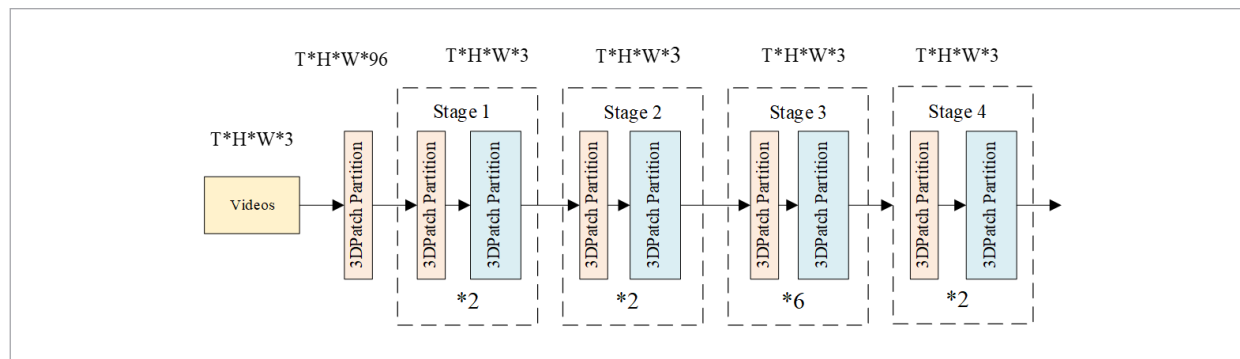 T*H*W*96
T*H*W*3
T*H*W*3
T*H*W*3
T*H*W*3
T*H*W*3
Stage 1
Stage 2
Stage 3
Stage 4
Videos
3DPatch Partition
3DPatch Partition
3DPatch Partition
3DPatch Partition
3DPatch Partition
3DPatch Partition
3DPatch Partition
3DPatch Partition
3DPatch Partition
*2
*2
*6
*2